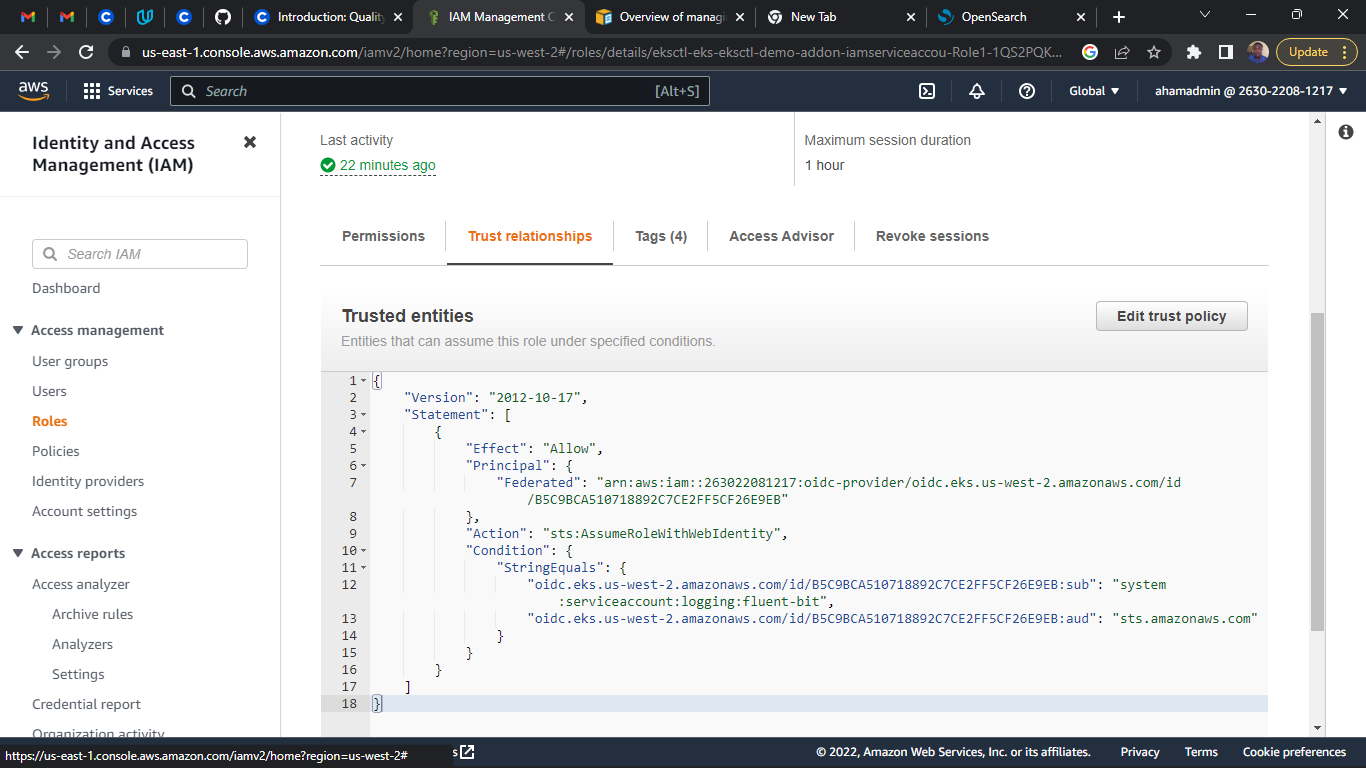 Introduction: Quality
IAM Management C
Overview of managi
New Tab
OpenSearch
us-east-1.console.aws.amazon.com/iamv2/home?region=us-west-2#/roles/details/eksctl-eks-eksctl-demo-addon-iamserviceaccou-Role1-1QS2PQK...
Update
aws
Services
Search
[Alt+S]
Global
ahamadmin @ 2630-2208-1217
Identity and Access
Management (IAM)
Search IAM
Dashboard
Access management
User groups
Users
Roles
Policies
Identity providers
Account settings
Access reports
Access analyzer
Archive rules
Analyzers
Settings
Credential report
Organization activity
Last activity
22 minutes ago
Maximum session duration
1 hour
Permissions
Trust relationships
Tags (4)
Access Advisor
Revoke sessions
Trusted entities
Entities that can assume this role under specified conditions.
Edit trust policy
1 {
2 "Version": "2012-10-17",
3 "Statement": [
4 {
5 "Effect": "Allow",
6 "Principal": {
7 "Federated": "arn:aws:iam::263022081217:oidc-provider/oidc.eks.us-west-2.amazonaws.com/id
/B5C9BCA510718892C7CE2FF5CF26E9EB"
8 },
9 "Action": "sts:AssumeRoleWithWebIdentity",
10 "Condition": {
11 "StringEquals": {
12 "oidc.eks.us-west-2.amazonaws.com/id/B5C9BCA510718892C7CE2FF5CF26E9EB:sub": "system
:serviceaccount:logging:fluent-bit",
13 "oidc.eks.us-west-2.amazonaws.com/id/B5C9BCA510718892C7CE2FF5CF26E9EB:aud": "sts.amazonaws.com"
14 }
15 }
16 }
17 ]
18 }
https://us-east-1.console.aws.amazon.com/iamv2/home?region=us-west-2#
© 2022, Amazon Web Services, Inc. or its affiliates.
Privacy
Terms
Cookie preferences